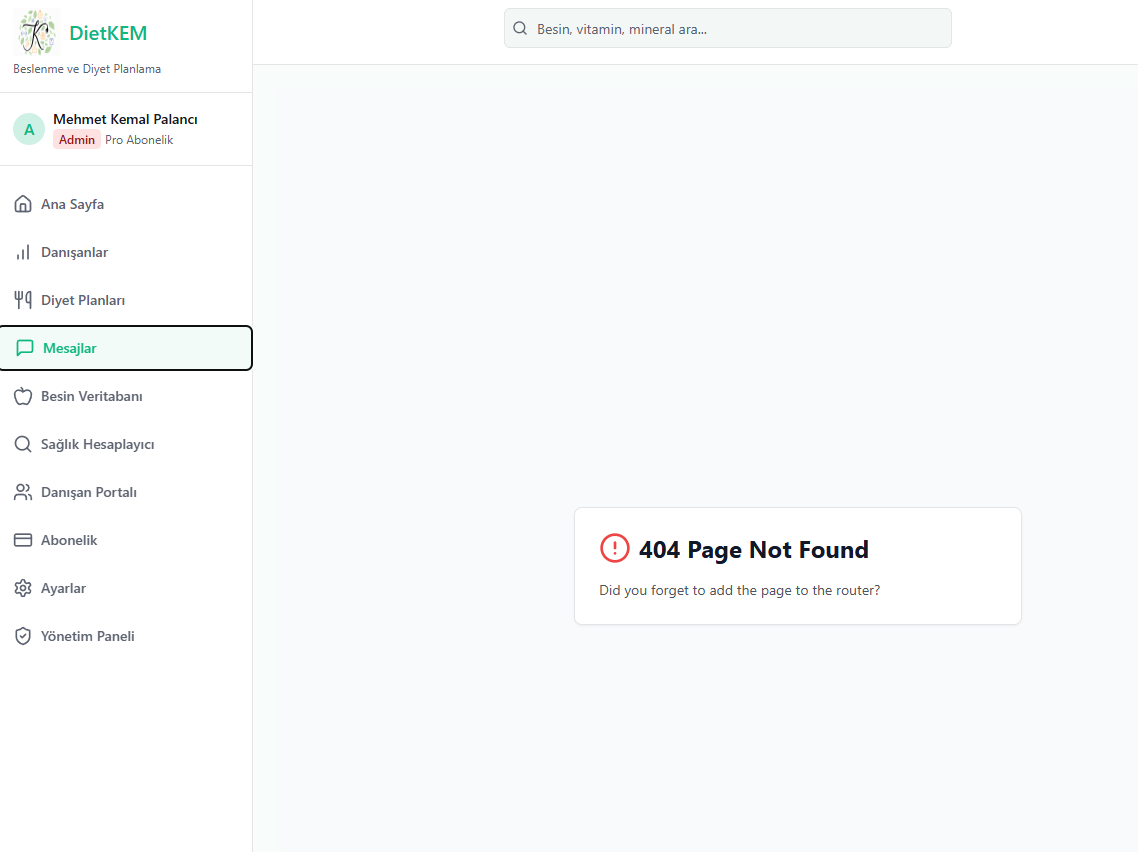 DietKEM
Beslenme ve Diyet Planlama
Besin, vitamin, mineral ara...
A
Mehmet Kemal Palancı
Admin Pro Abonelik
Ana Sayfa
Danışanlar
Diyet Planları
Mesajlar
Besin Veritabanı
Sağlık Hesaplayıcı
Danışan Portalı
Abonelik
Ayarlar
Yönetim Paneli
404 Page Not Found
Did you forget to add the page to the router?